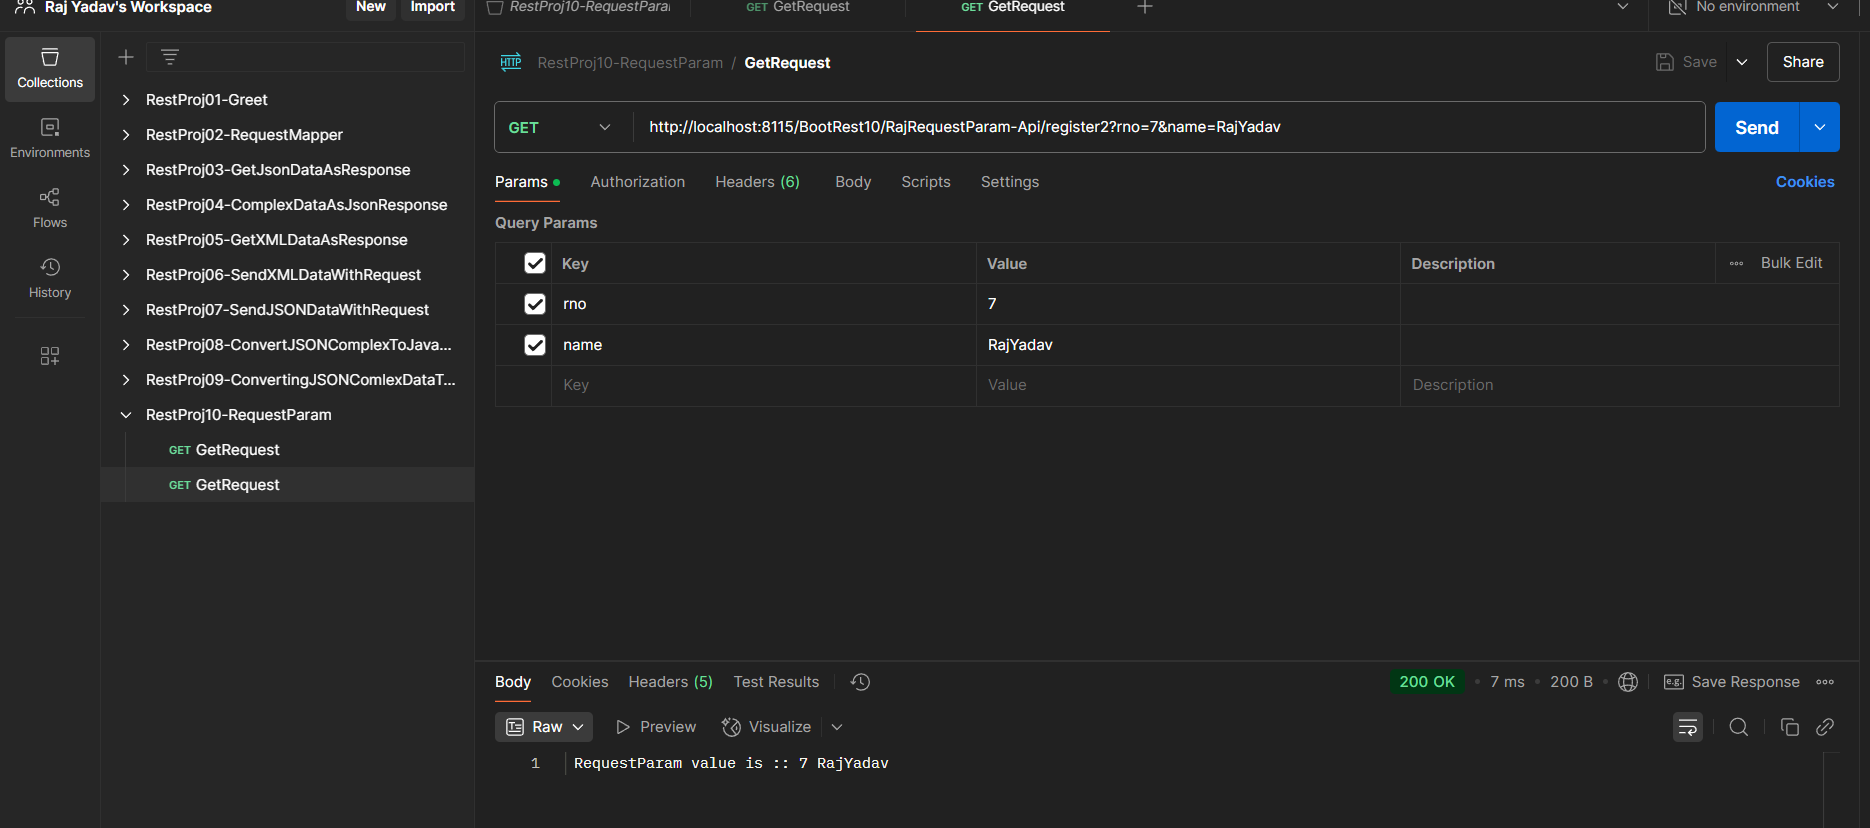 Raj Yadav's Workspace
New
Import
RestProj10-RequestPara
GET GetRequest
GET GetRequest
No environment
Collections
Environments
Flows
History
RestProj01-Greet
RestProj02-RequestMapper
RestProj03-GetJsonDataAsResponse
RestProj04-ComplexDataAsJsonResponse
RestProj05-GetXMLDataAsResponse
RestProj06-SendXMLDataWithRequest
RestProj07-SendJSONDataWithRequest
RestProj08-ConvertJSONComplexToJava...
RestProj09-ConvertingJSONComlexDataT...
RestProj10-RequestParam
GET GetRequest
GET GetRequest
HTTP RestProj10-RequestParam / GetRequest
Save
Share
GET
http://localhost:8115/BootRest10/RajRequestParam-Api/register2?rno=7&name=RajYadav
Send
Params Authorization Headers (6) Body Scripts Settings
Cookies
Query Params
Key Value Description Bulk Edit
rno 7
name RajYadav
Key Value Description
Body Cookies Headers (5) Test Results
200 OK 7 ms 200 B e.g. Save Response
Raw Preview Visualize
1 RequestParam value is :: 7 RajYadav